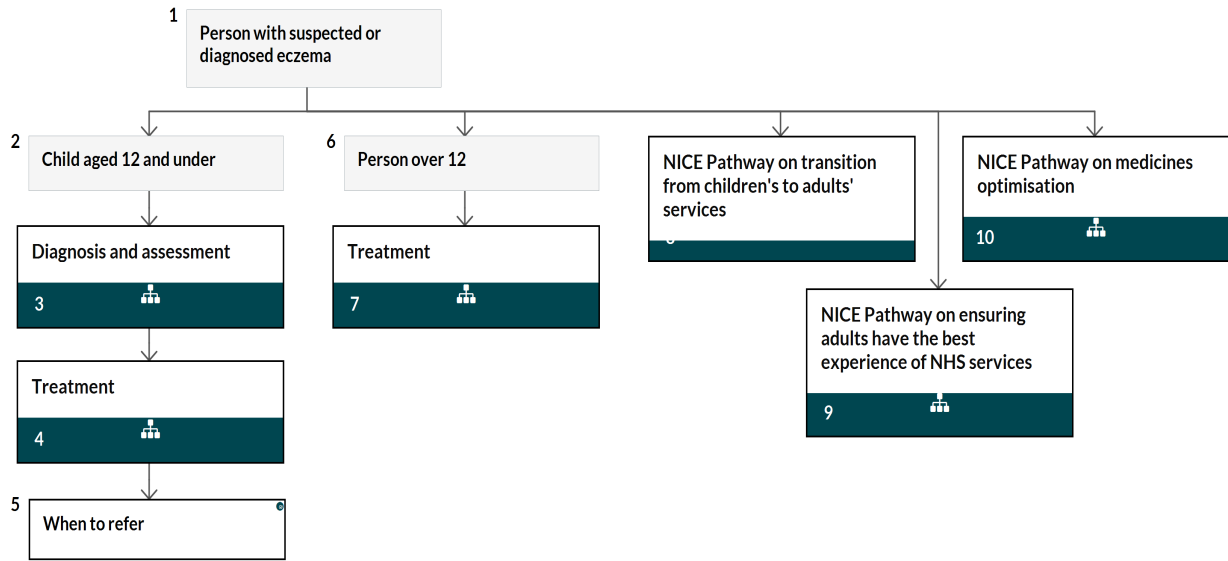 1
Person with suspected or
diagnosed eczema
2
Child aged 12 and under
6
Person over 12
NICE Pathway on transition
from children's to adults'
services
NICE Pathway on medicines
optimisation
10
Diagnosis and assessment
3
Treatment
7
NICE Pathway on ensuring
adults have the best
experience of NHS services
9
Treatment
4
5
When to refer